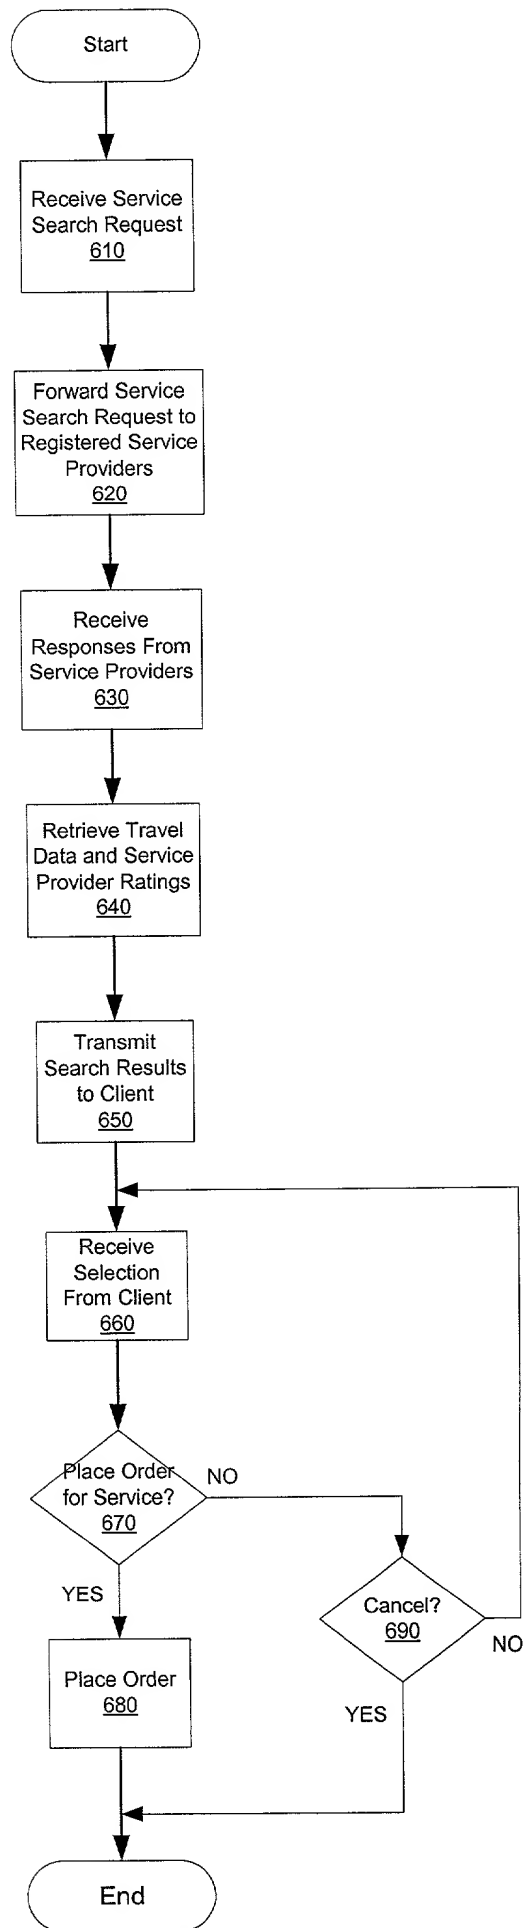 Start
Receive Service
Search Request
610
Forward Service
Search Request to
Registered Service
Providers
620
Receive
Responses From
Service Providers
630
Retrieve Travel
Data and Service
Provider Ratings
640
Transmit
Search Results
to Client
650
Receive
Selection
From Client
660
Place Order
for Service?
670
NO
YES
Cancel?
690
NO
Place Order
680
YES
End